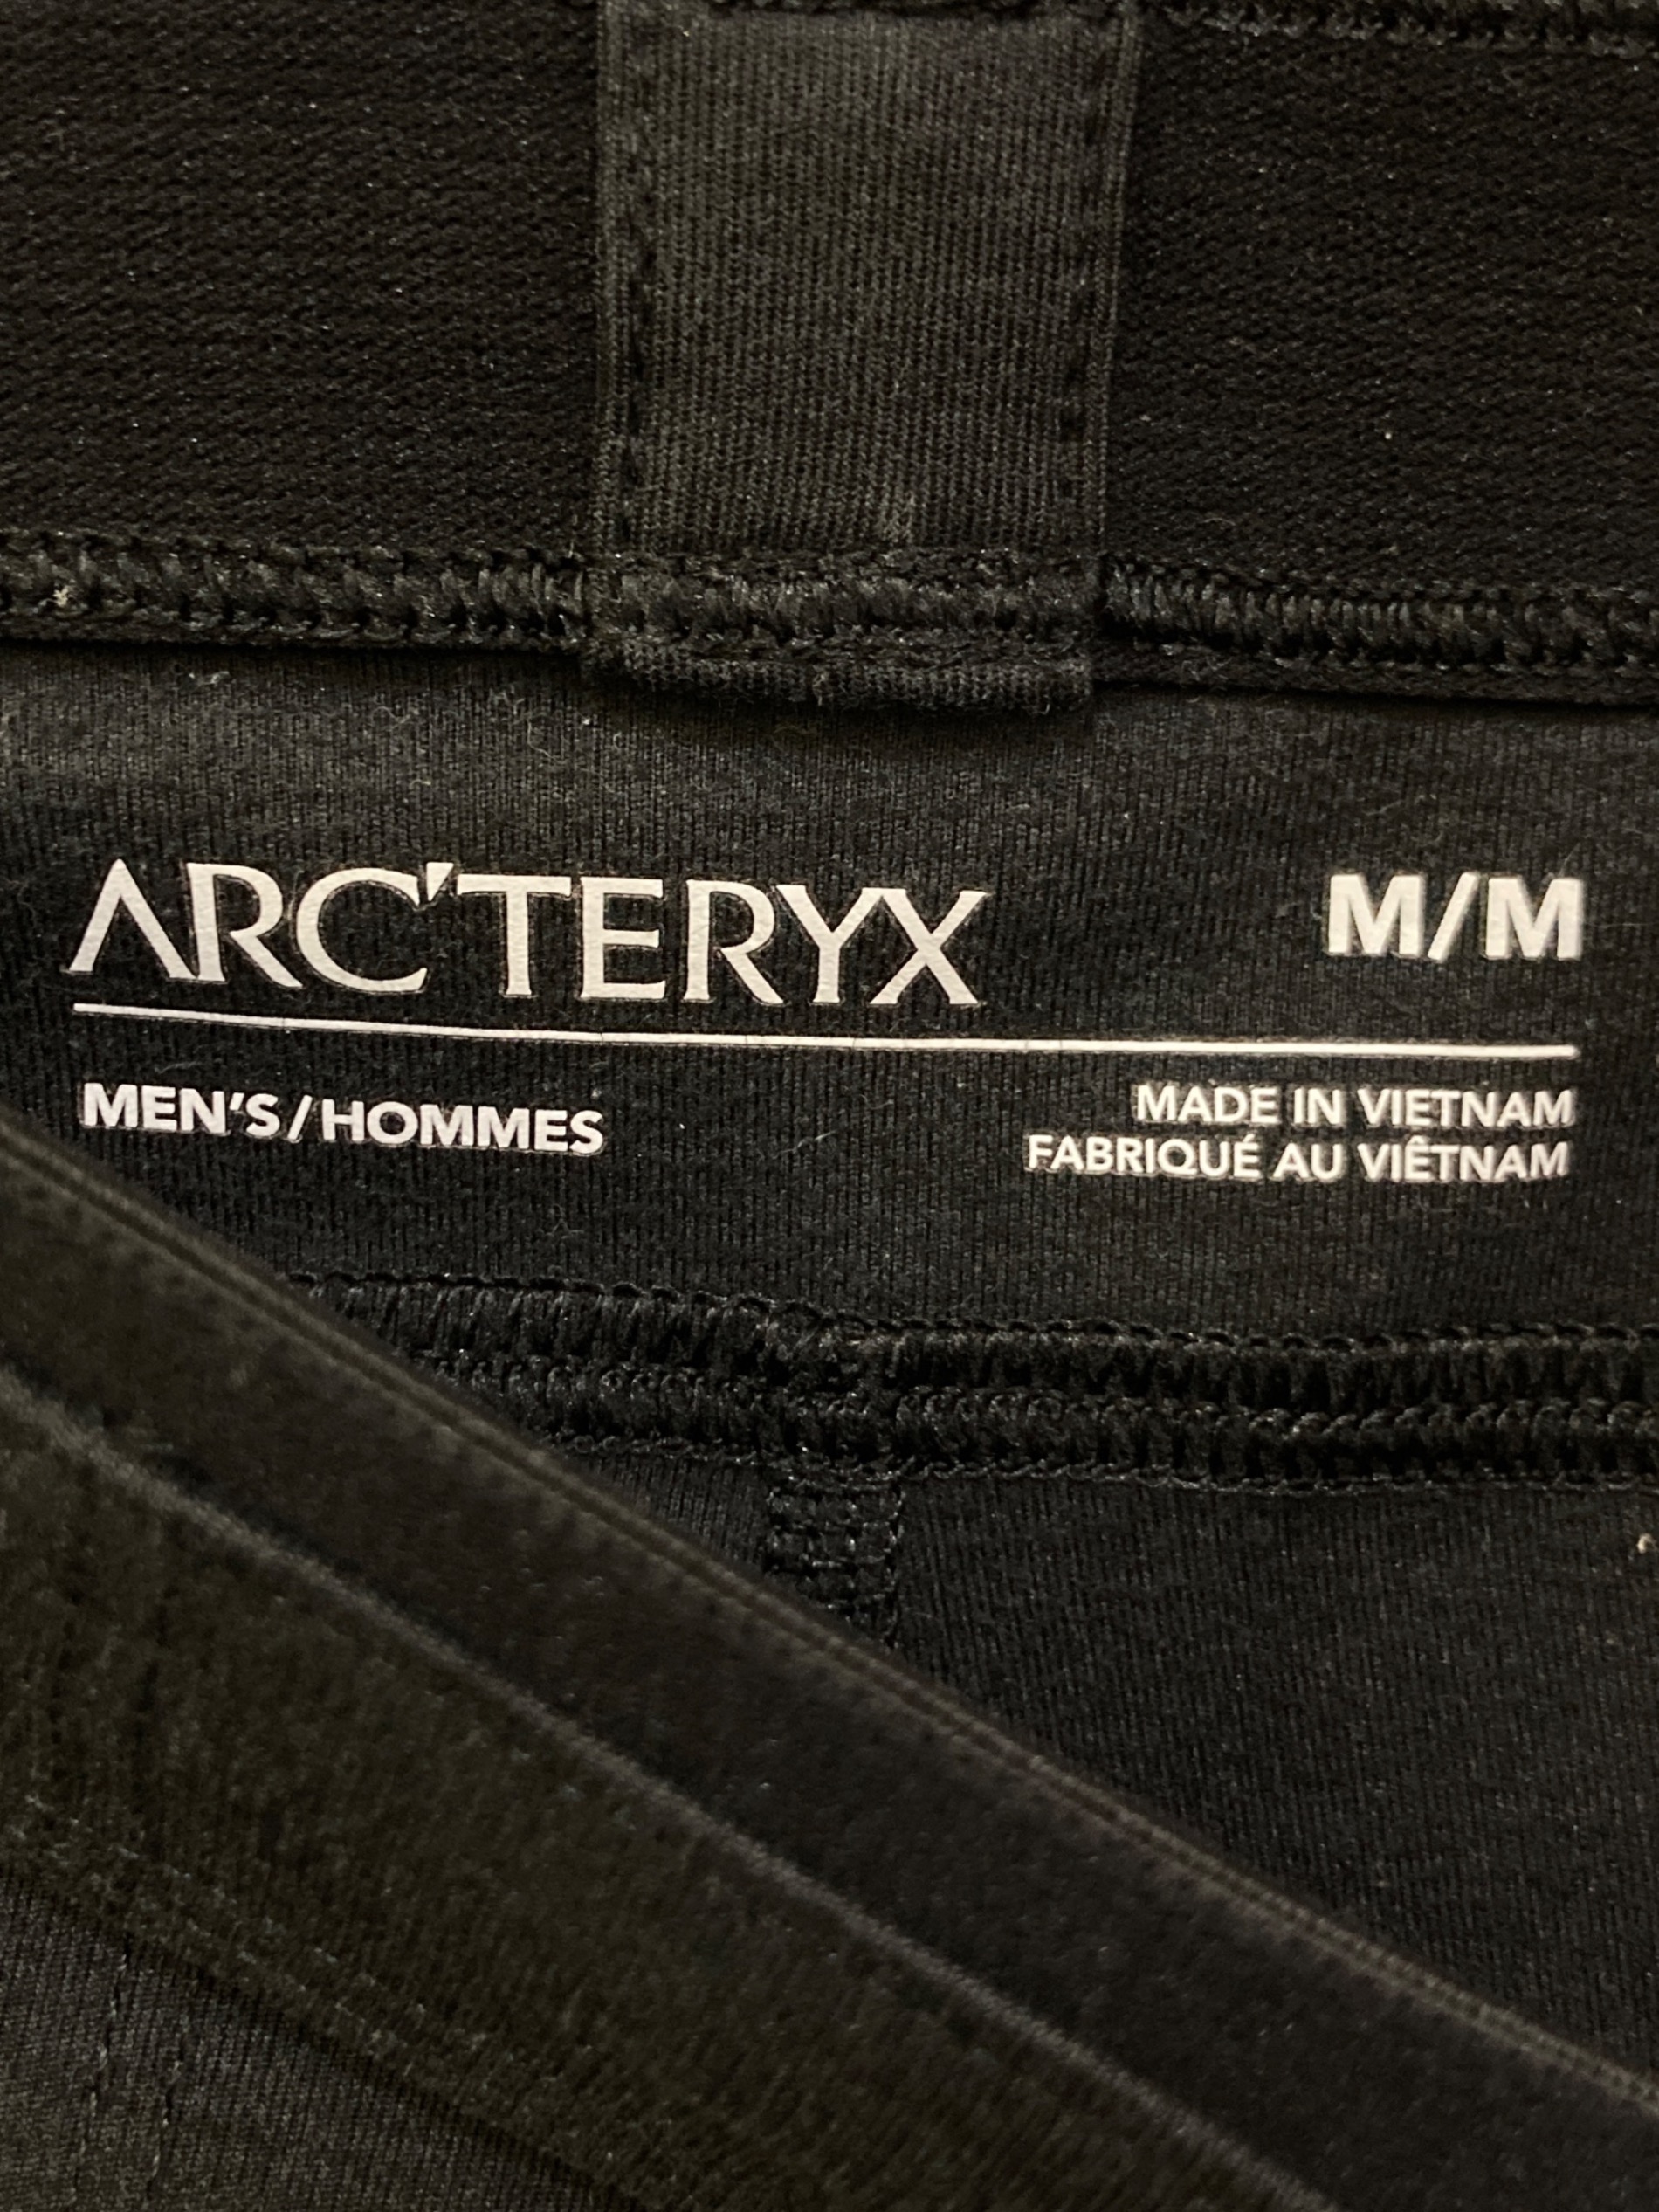 ARC'TERYX M/M
MEN'S/HOMMES MADE IN VIETNAM
FABRIQUÉ AU VIÊTNAM